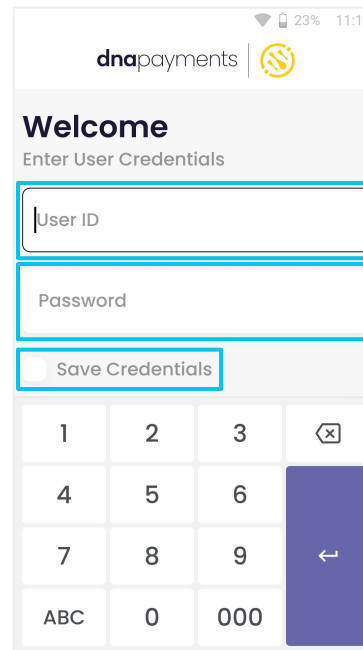 23% 11:1
dnapayments
Welcome
Enter User Credentials
User ID
Password
Save Credentials
1 2 3
4 5 6
7 8 9
ABC 0 000